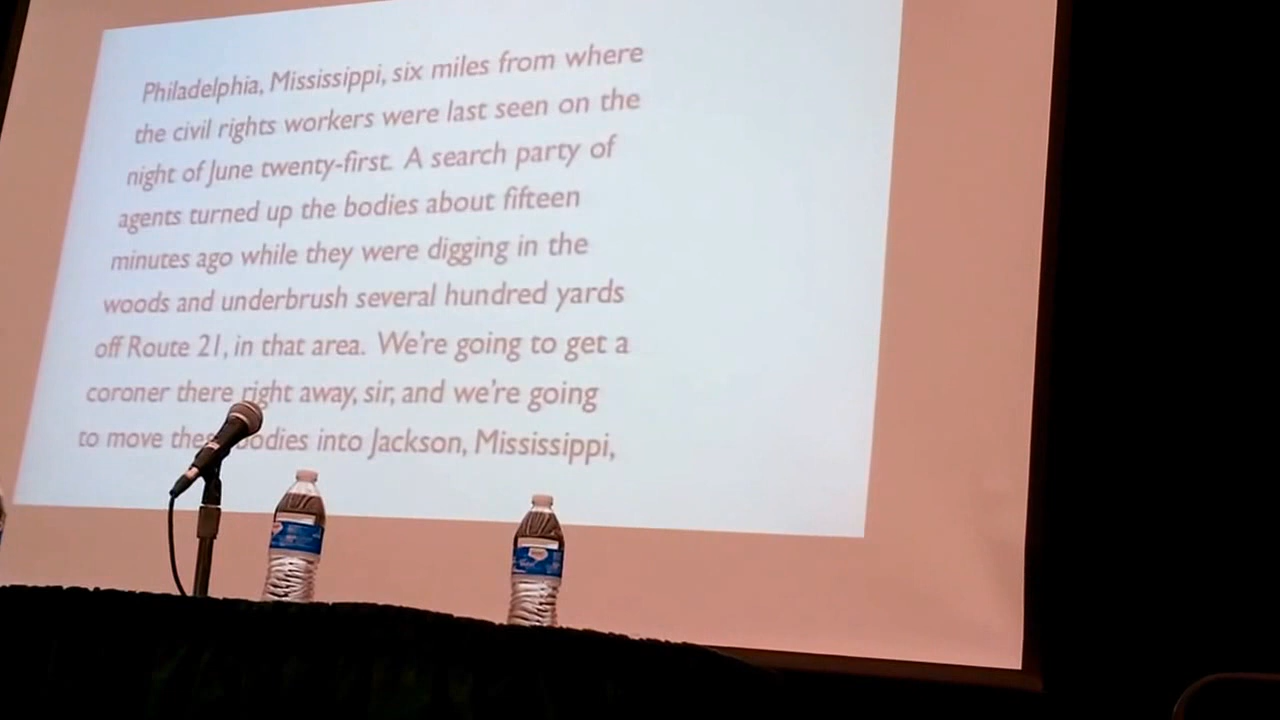 Philadelphia, Mississippi, six miles from where
the civil rights workers were last seen on the
night of June twenty-first. A search party of
agents turned up the bodies about fifteen
minutes ago while they were digging in the
woods and underbrush several hundred yards
off Route 21, in that area. We're going to get a
coroner there right away, sir, and we're going
to move these bodies into Jackson, Mississippi,